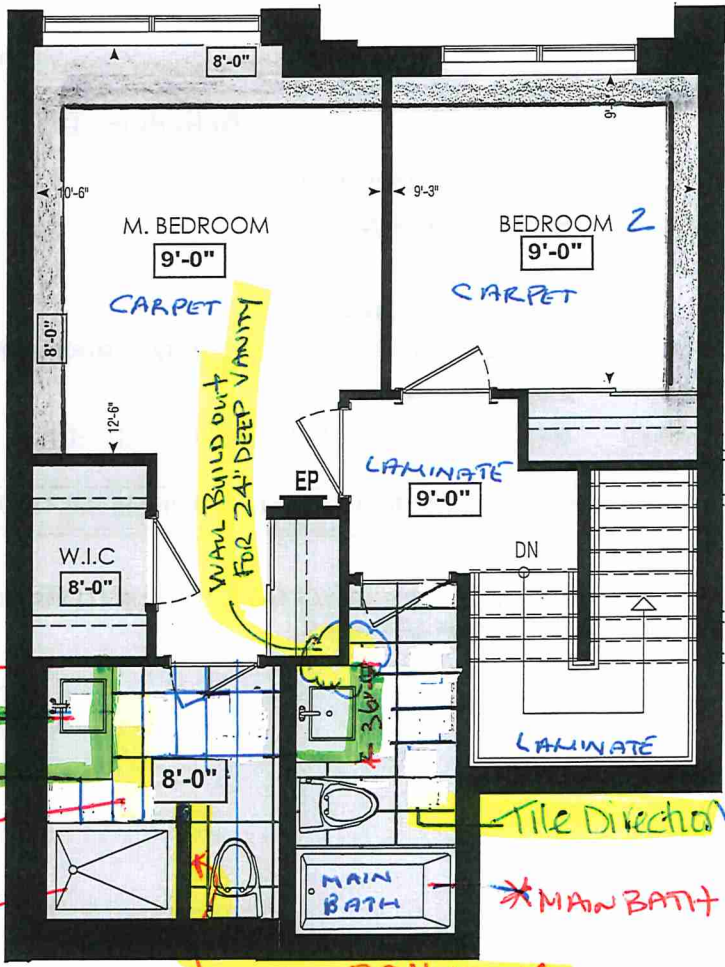 8'-0"
9'-6"
10'-6"
9'-3"
M. BEDROOM
9'-0"
CARPET
BEDROOM 2
9'-0"
CARPET
8'-0"
12'-6"
WALL BUILD OUT
FOR 24" DEEP VANITY
EP
LAMINATE
9'-0"
W.I.C
8'-0"
DN
36"
LAMINATE
8'-0"
Tile Direction
MAIN
BATH
* MAIN BATH